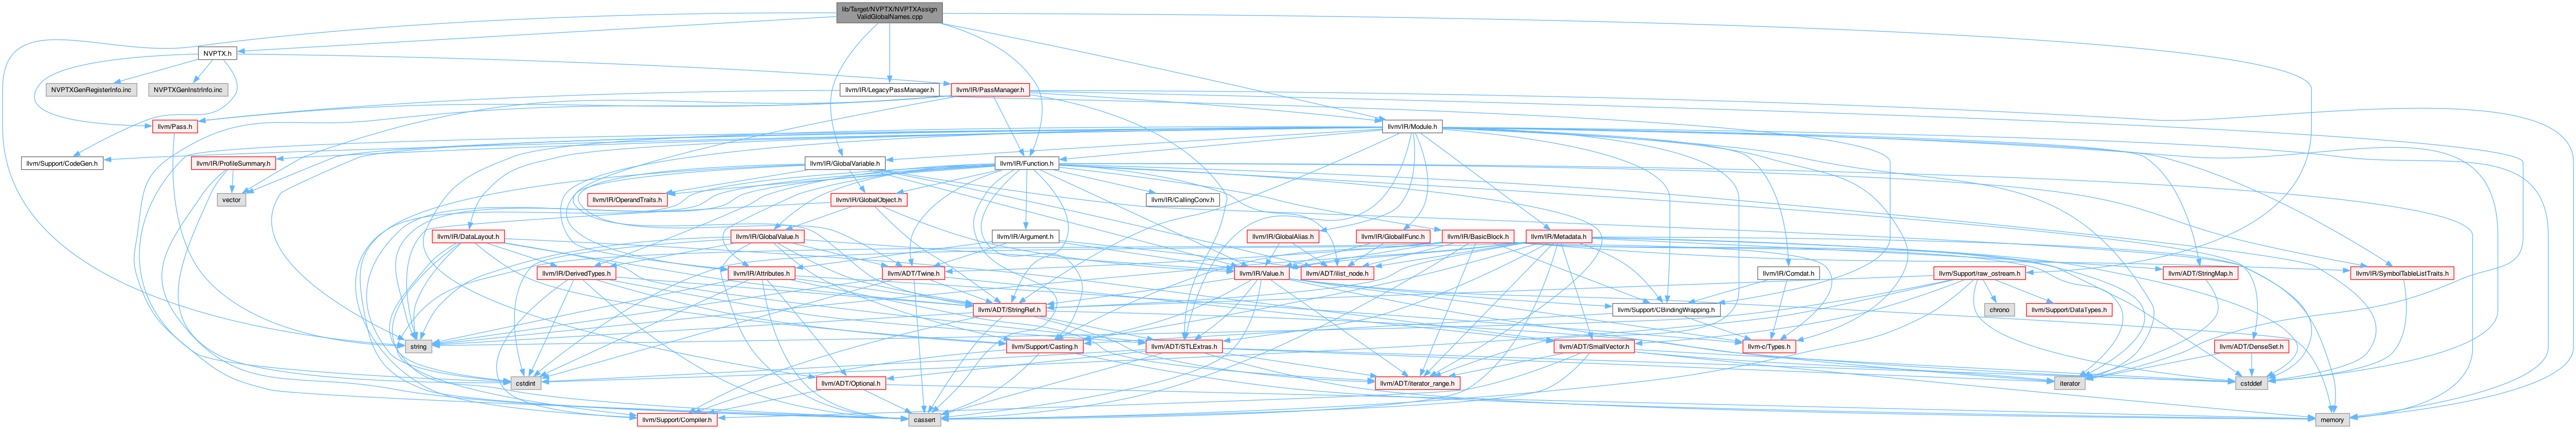 lib/Target/NVPTX/NVPTXAssign
ValidGlobalNames.cpp
NVPTX.h
NVPTXGenRegisterInfo.inc
NVPTXGenInstrInfo.inc
llvm/IR/LegacyPassManager.h
llvm/IR/PassManager.h
llvm/Pass.h
llvm/IR/Module.h
llvm/Support/CodeGen.h
llvm/IR/ProfileSummary.h
llvm/IR/GlobalVariable.h
llvm/IR/Function.h
vector
llvm/IR/OperandTraits.h
llvm/IR/GlobalObject.h
llvm/IR/CallingConv.h
llvm/IR/DataLayout.h
llvm/IR/GlobalValue.h
llvm/IR/Argument.h
llvm/IR/GlobalAlias.h
llvm/IR/GlobalIFunc.h
llvm/IR/BasicBlock.h
llvm/IR/Metadata.h
llvm/IR/DerivedTypes.h
llvm/IR/Attributes.h
llvm/ADT/Twine.h
llvm/IR/Value.h
llvm/ADT/ilist_node.h
llvm/IR/Comdat.h
llvm/Support/raw_ostream.h
llvm/ADT/StringMap.h
llvm/IR/SymbolTableListTraits.h
llvm/ADT/StringRef.h
llvm/Support/CBindingWrapping.h
chrono
llvm/Support/DataTypes.h
string
llvm/Support/Casting.h
llvm/ADT/STLExtras.h
llvm/ADT/SmallVector.h
llvm-c/Types.h
llvm/ADT/DenseSet.h
cstdint
llvm/ADT/Optional.h
llvm/ADT/iterator_range.h
iterator
cstddef
llvm/Support/Compiler.h
cassert
memory